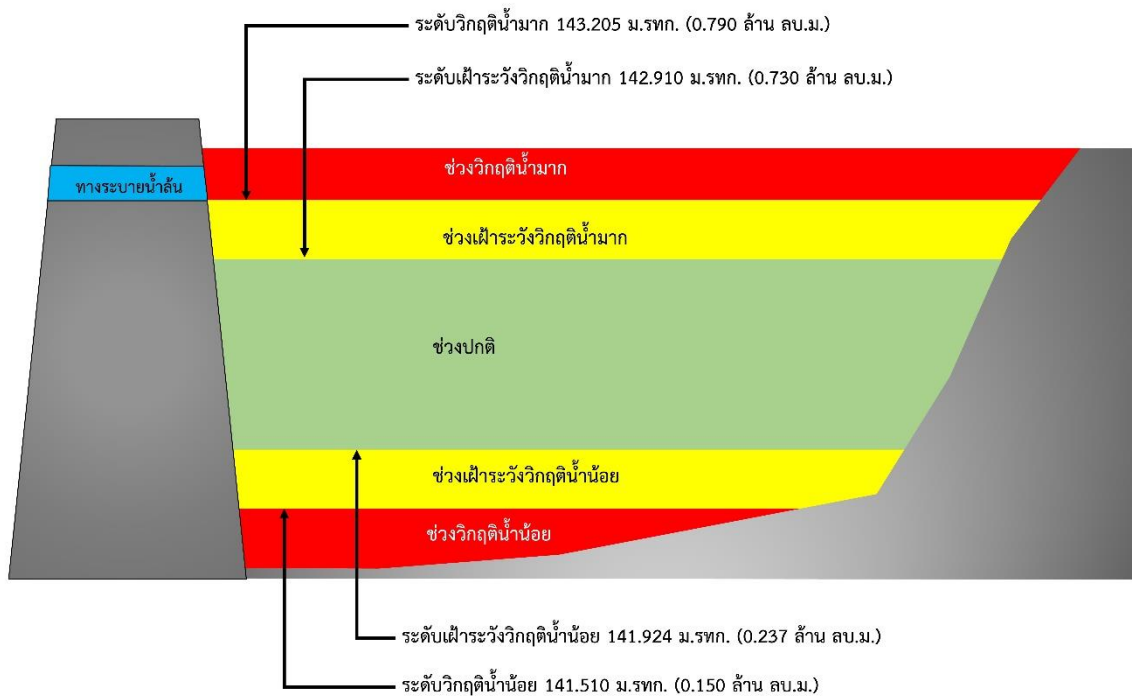 ระดับวิกฤติน้ำมาก 143.205 ม.รทก. (0.790 ล้าน ลบ.ม.)
ระดับเฝ้าระวังวิกฤติน้ำมาก 142.910 ม.รทก. (0.730 ล้าน ลบ.ม.)
ช่วงวิกฤติน้ำมาก
ทางระบายน้ำล้น
ช่วงเฝ้าระวังวิกฤติน้ำมาก
ช่วงปกติ
ช่วงเฝ้าระวังวิกฤติน้ำน้อย
ช่วงวิกฤติน้ำน้อย
ระดับเฝ้าระวังวิกฤติน้ำน้อย 141.924 ม.รทก. (0.237 ล้าน ลบ.ม.)
ระดับวิกฤติน้ำน้อย 141.510 ม.รทก. (0.150 ล้าน ลบ.ม.)